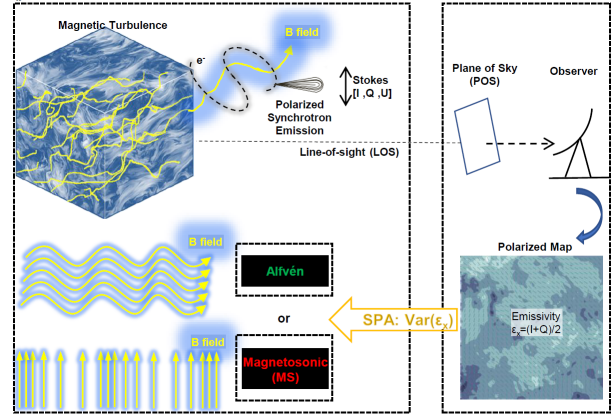 Magnetic Turbulence
B field
e-
Stokes
[I ,Q ,U]
Polarized
Synchrotron
Emission
Line-of-sight (LOS)
Plane of Sky
(POS)
Observer
Polarized Map
Emissivity
εx=(I+Q)/2
SPA: Var(εx)
B field
Alfvén
or
B field
Magnetosonic
(MS)